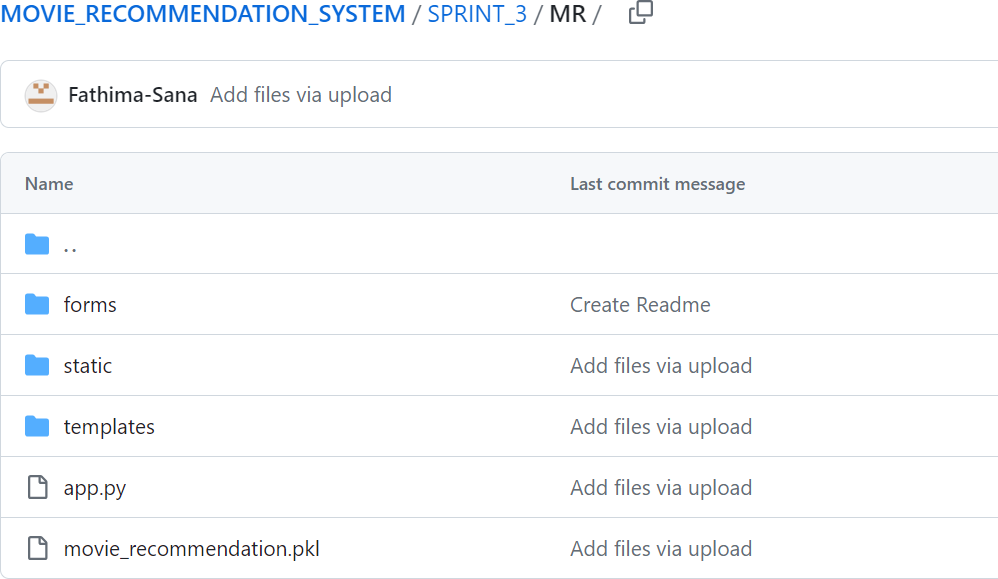 MOVIE_RECOMMENDATION_SYSTEM / SPRINT_3 / MR /
Fathima-Sana Add files via upload
Name Last commit message
..
forms Create Readme
static Add files via upload
templates Add files via upload
app.py Add files via upload
movie_recommendation.pkl Add files via upload